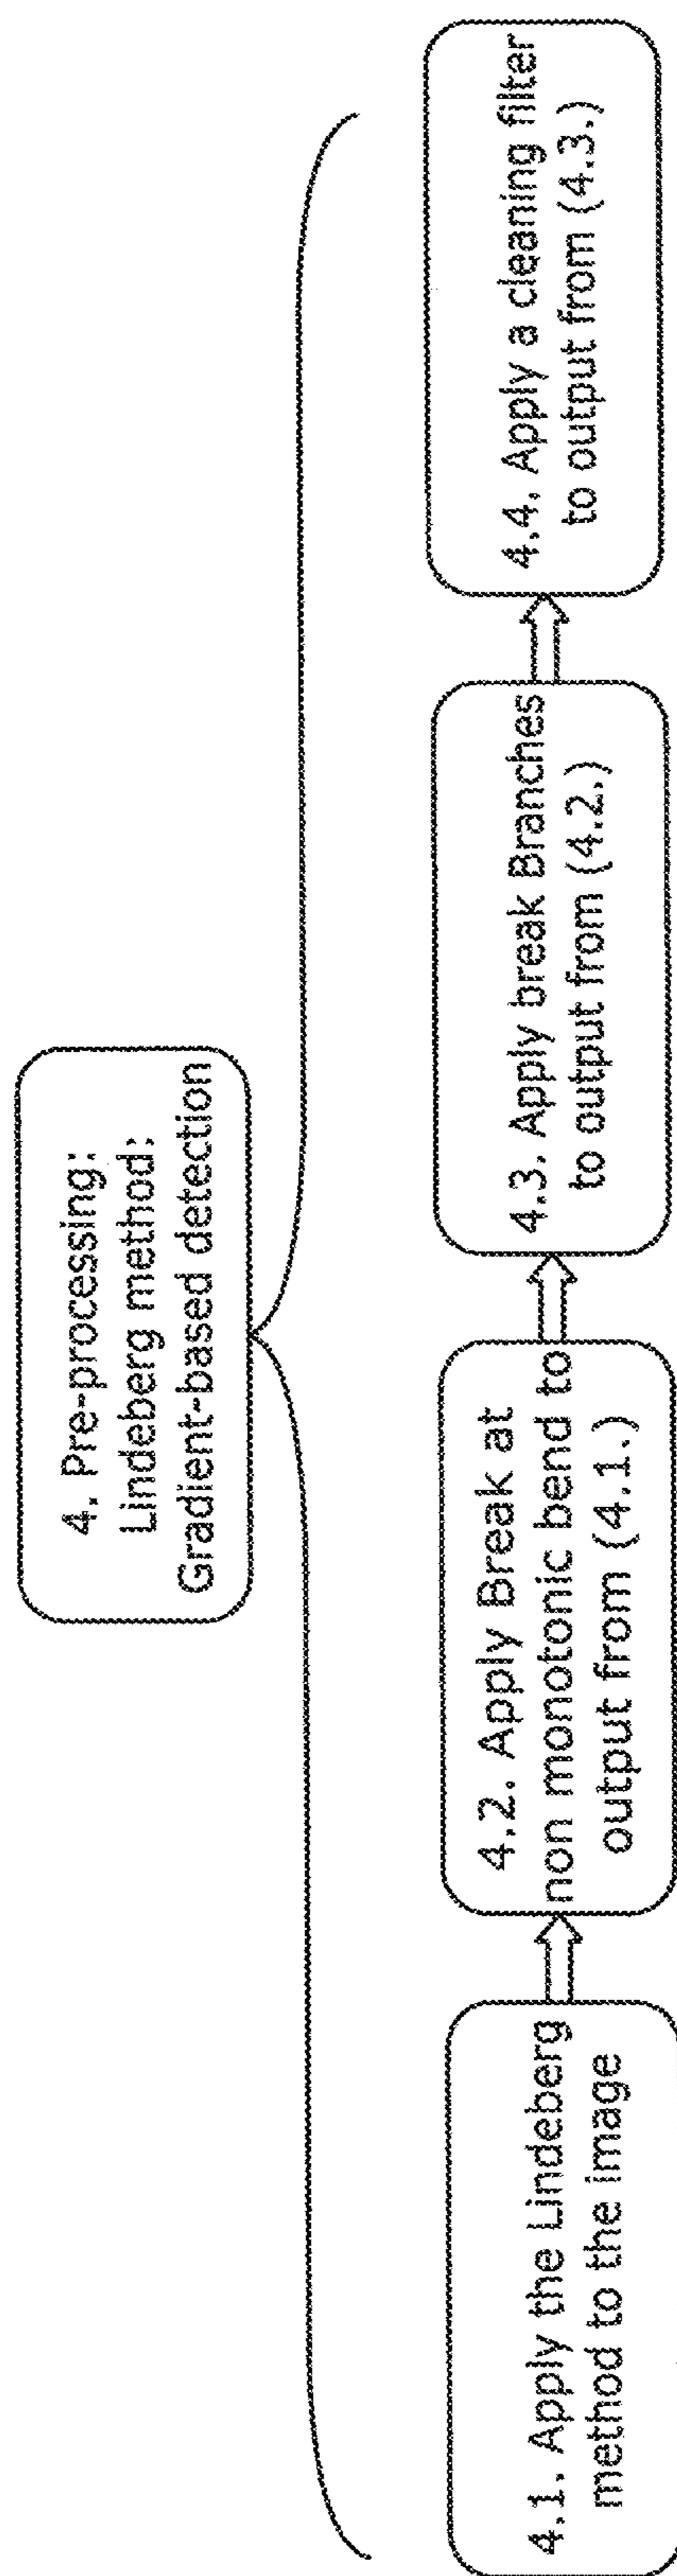 4. Pre-processing:
Lindeberg method:
Gradient-based detection
4.1. Apply the Lindeberg
method to the image
4.2. Apply Break at
non monotonic bend to
output from (4.1.)
4.3. Apply break Branches
to output from (4.2.)
4.4. Apply a cleaning filter
to output from (4.3.)